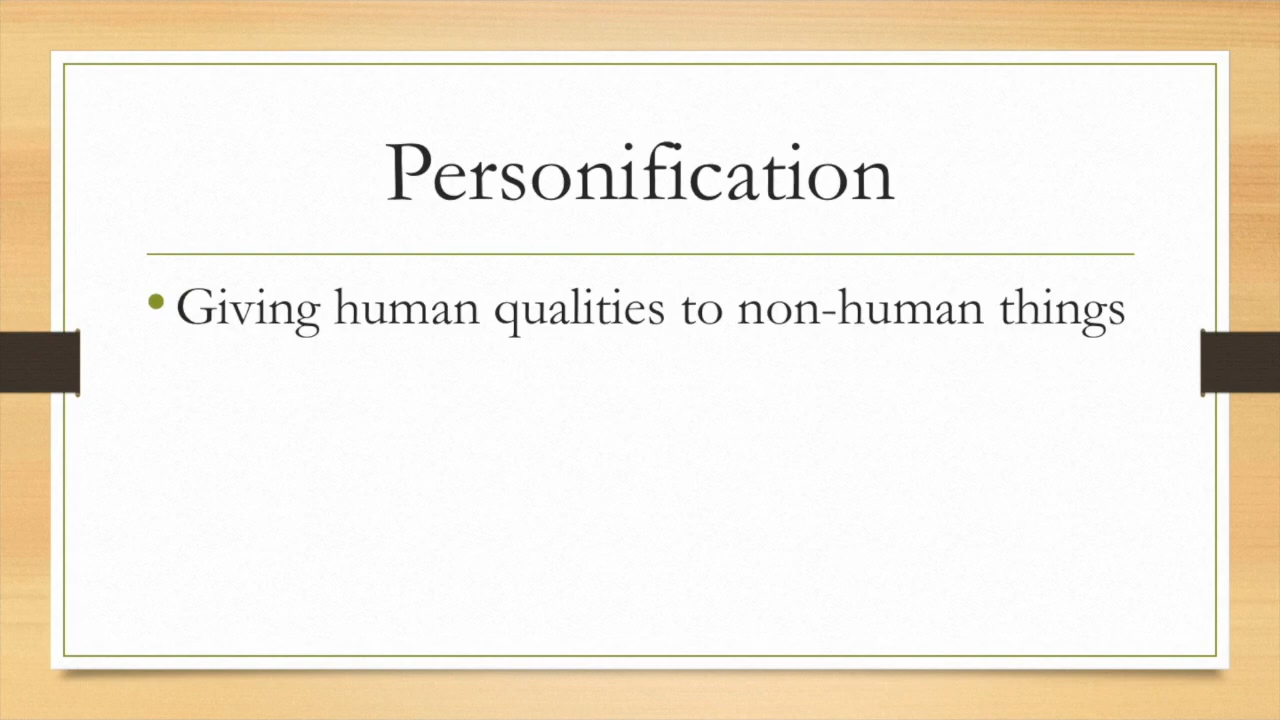 Personification
• Giving human qualities to non-human things